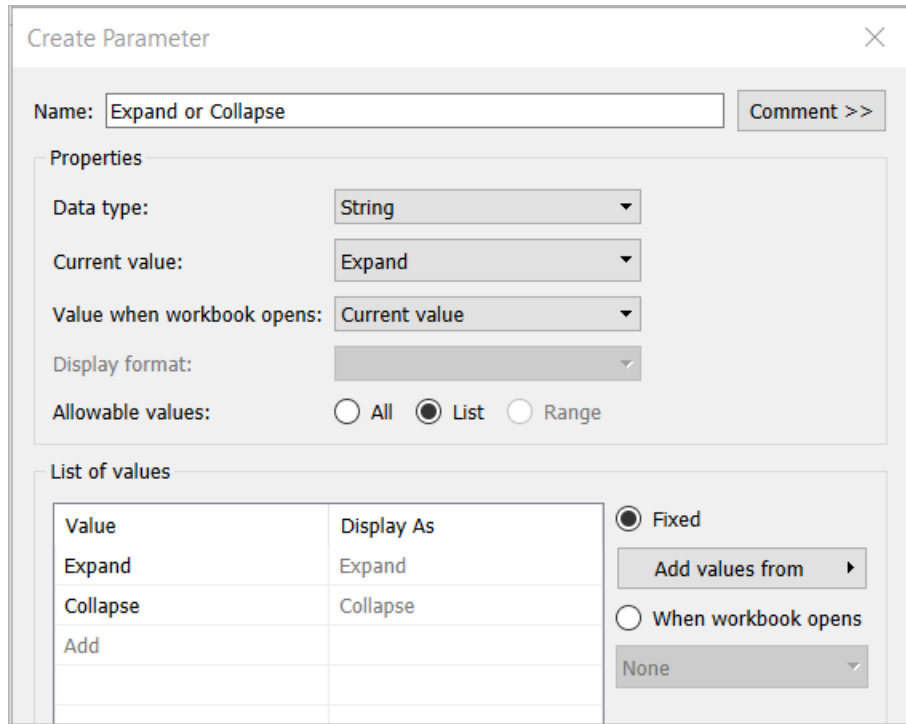 Create Parameter
Name: Expand or Collapse Comment >>
Properties
Data type: String
Current value: Expand
Value when workbook opens: Current value
Display format:
Allowable values: All List Range
List of values
Value Display As
Expand Expand
Collapse Collapse
Add
Fixed
Add values from
When workbook opens
None